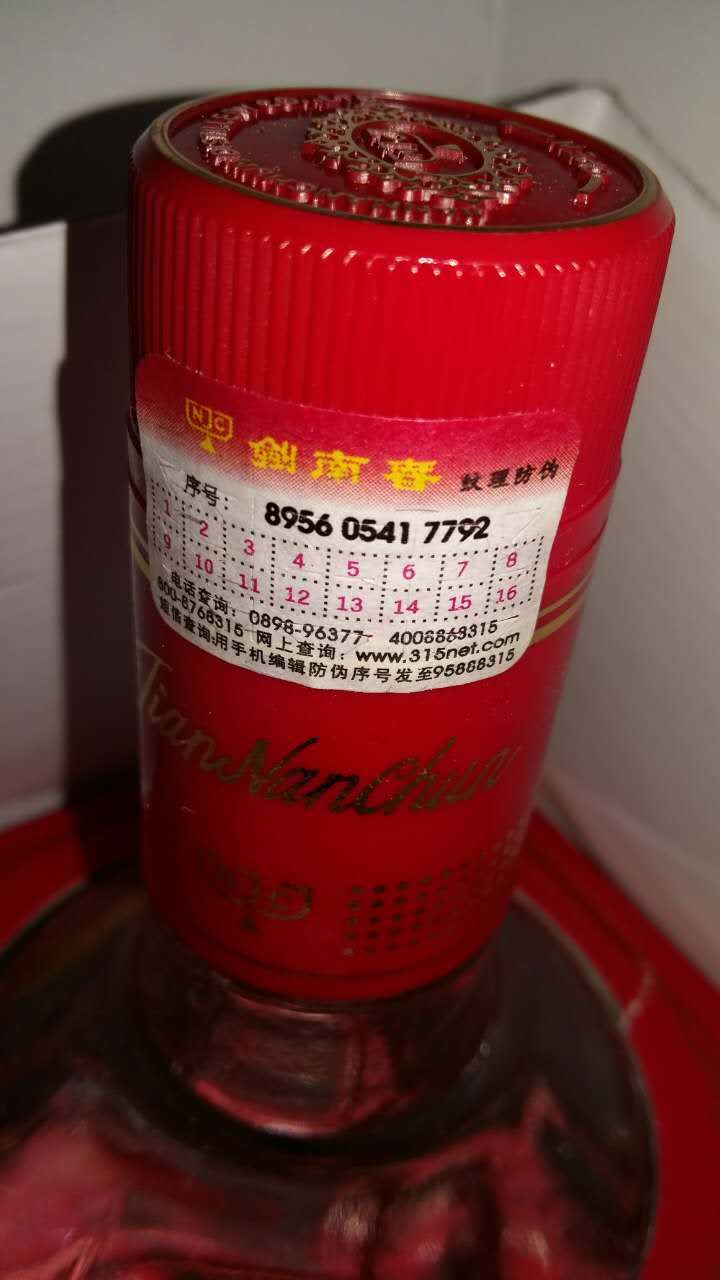 NJC 剑南春 纹理防伪
序号: 8956 0541 7792
1 2 3 4 5 6 7 8
9 10 11 12 13 14 15 16
电话查询: 0898-96377 4008868315
800-8768315 网上查询: www.315net.com
短信查询:用手机编辑防伪序号发至95888315
JianNanChun